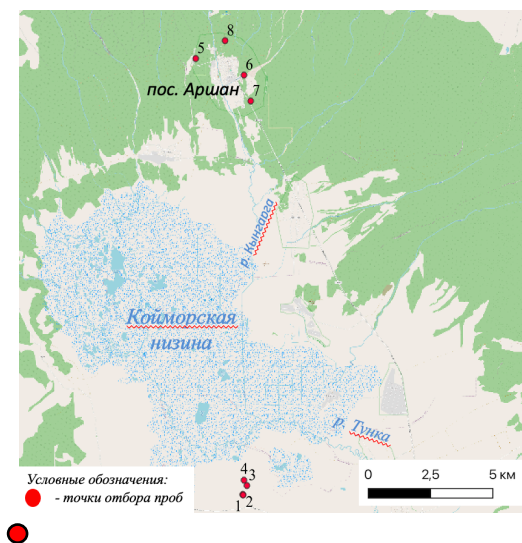 8
5
6
пос. Аршан
7
р. Кынгарга
Койморская
низина
р. Тунка
4
3
1
2
Условные обозначения:
- точки отбора проб
0 2,5 5 км